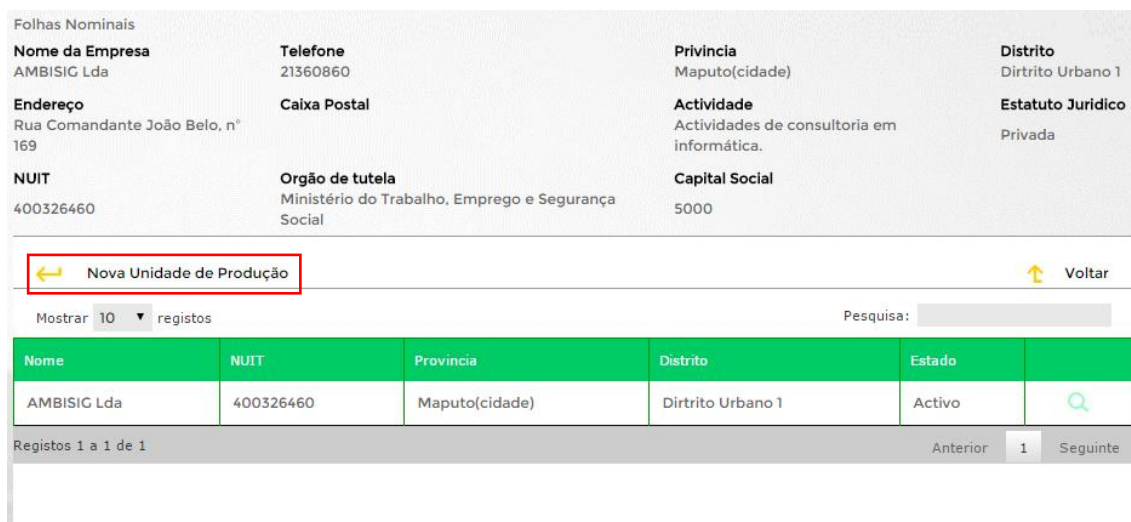 Folhas Nominais
Nome da Empresa Telefone Privincia Distrito
AMBISIG Lda 21360860 Maputo(cidade) Dirtrito Urbano 1
Endereço Caixa Postal Actividade Estatuto Juridico
Rua Comandante João Belo, n° Actividades de consultoria em Privada
169 informática.
NUIT Orgão de tutela Capital Social
400326460 Ministério do Trabalho, Emprego e Segurança 5000
Social
Nova Unidade de Produção Voltar
Mostrar 10 registos Pesquisa:
Nome NUIT Provincia Distrito Estado
AMBISIG Lda 400326460 Maputo(cidade) Dirtrito Urbano 1 Activo
Registos 1 a 1 de 1 Anterior 1 Seguinte